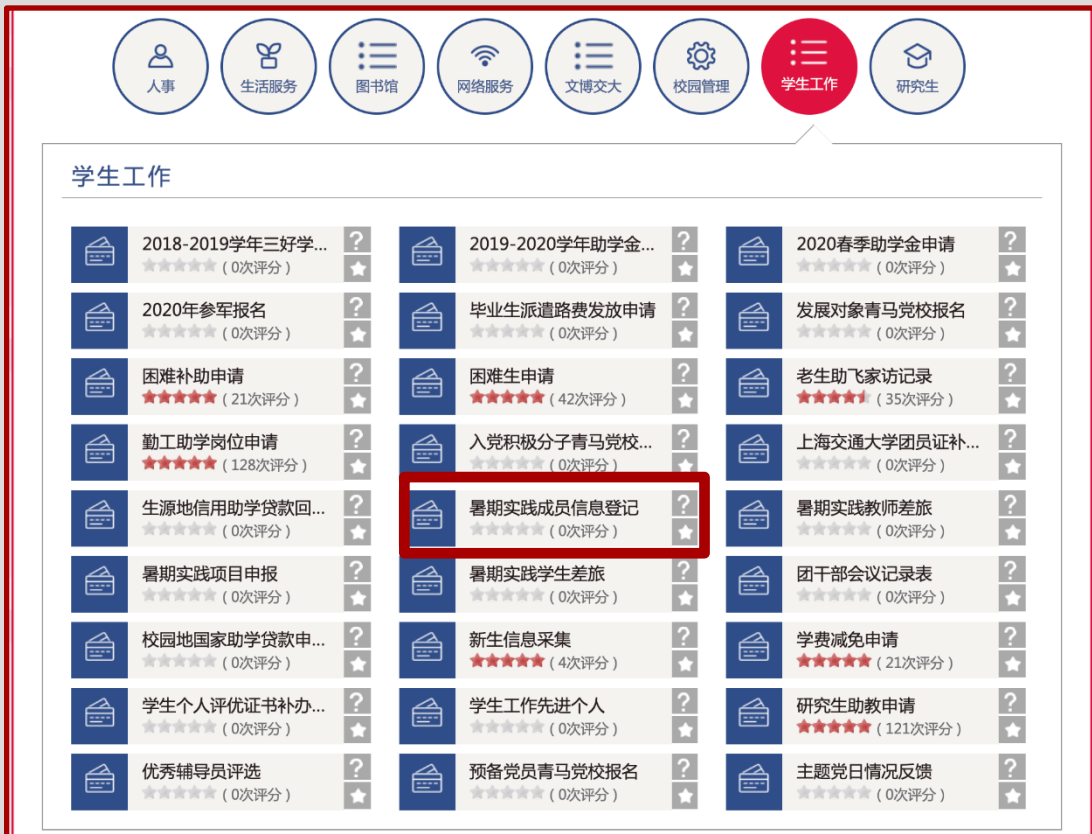 人事
生活服务
图书馆
网络服务
文博交大
校园管理
学生工作
研究生
学生工作
2018-2019学年三好学...
(0次评分)
2019-2020学年助学金...
(0次评分)
2020春季助学金申请
(0次评分)
2020年参军报名
(0次评分)
毕业生派遣路费发放申请
(0次评分)
发展对象青马党校报名
(0次评分)
困难补助申请
(21次评分)
困难生申请
(42次评分)
老生助飞家访记录
(35次评分)
勤工助学岗位申请
(128次评分)
入党积极分子青马党校...
(0次评分)
上海交通大学团员证补...
(0次评分)
生源地信用助学贷款回...
(0次评分)
暑期实践成员信息登记
(0次评分)
暑期实践教师差旅
(0次评分)
暑期实践项目申报
(0次评分)
暑期实践学生差旅
(0次评分)
团干部会议记录表
(0次评分)
校园地国家助学贷款申...
(0次评分)
新生信息采集
(4次评分)
学费减免申请
(21次评分)
学生个人评优证书补办...
(0次评分)
学生工作先进个人
(0次评分)
研究生助教申请
(121次评分)
优秀辅导员评选
(0次评分)
预备党员青马党校报名
(0次评分)
主题党日情况反馈
(0次评分)